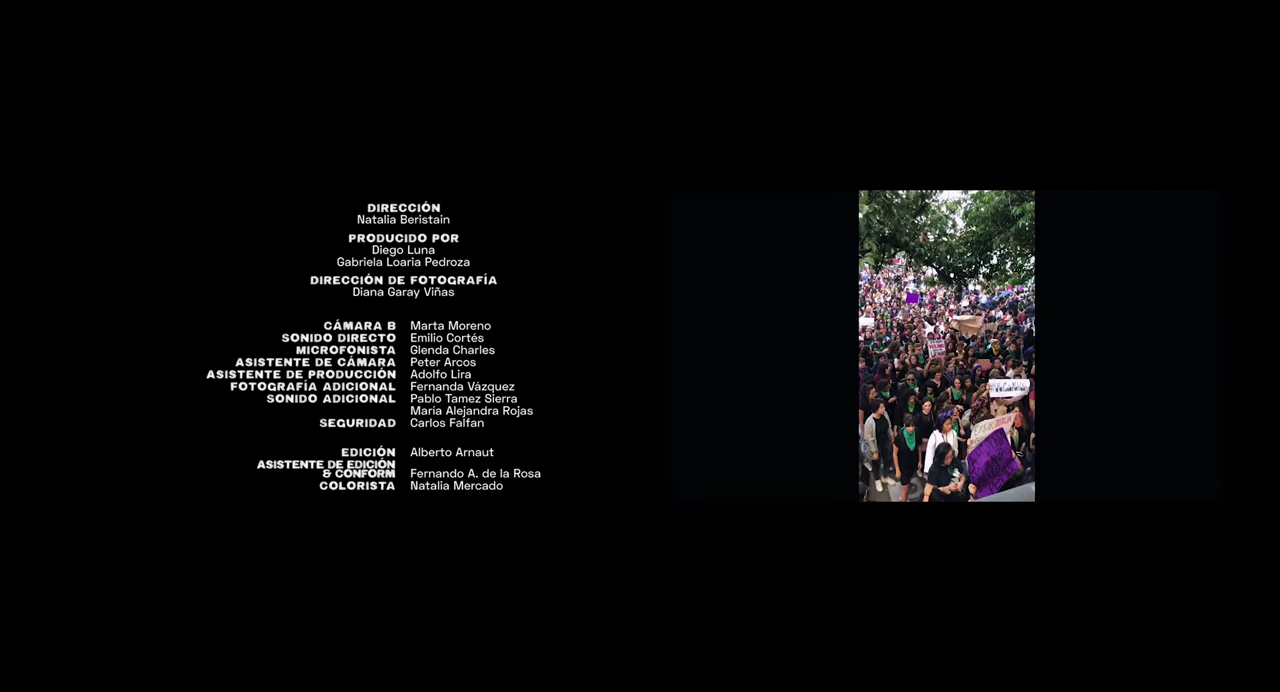 DIRECCIÓN
Natalia Beristain
PRODUCIDO POR
Diego Luna
Gabriela Loaria Pedroza
DIRECCIÓN DE FOTOGRAFÍA
Diana Garay Viñas
CÁMARA B Marta Moreno
SONIDO DIRECTO Emilio Cortés
MICROFONISTA Glenda Charles
ASISTENTE DE CÁMARA Peter Arcos
ASISTENTE DE PRODUCCIÓN Adolfo Lira
FOTOGRAFÍA ADICIONAL Fernanda Vázquez
SONIDO ADICIONAL Pablo Tamez Sierra
María Alejandra Rojas
SEGURIDAD Carlos Falfan
EDICIÓN Alberto Arnaut
ASISTENTE DE EDICIÓN
& CONFORM Fernando A. de la Rosa
COLORISTA Natalia Mercado